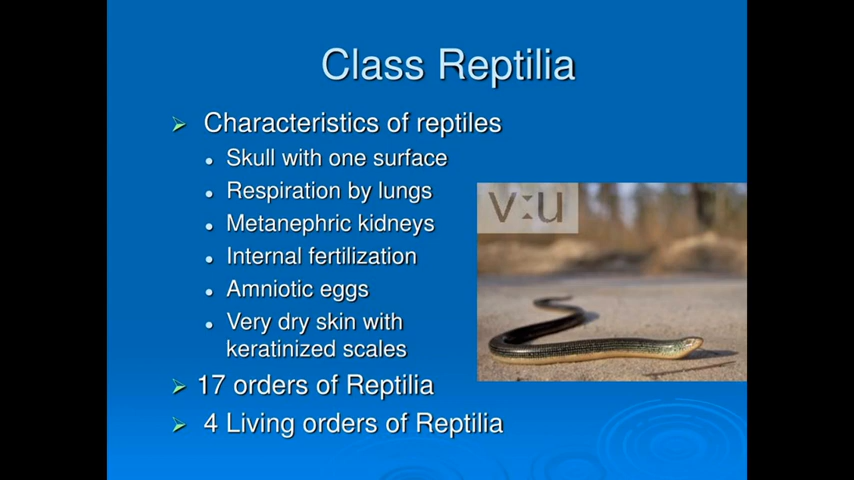 Class Reptilia
Characteristics of reptiles
Skull with one surface
Respiration by lungs
Metanephric kidneys
Internal fertilization
Amniotic eggs
Very dry skin with
keratinized scales
17 orders of Reptilia
4 Living orders of Reptilia
v:u